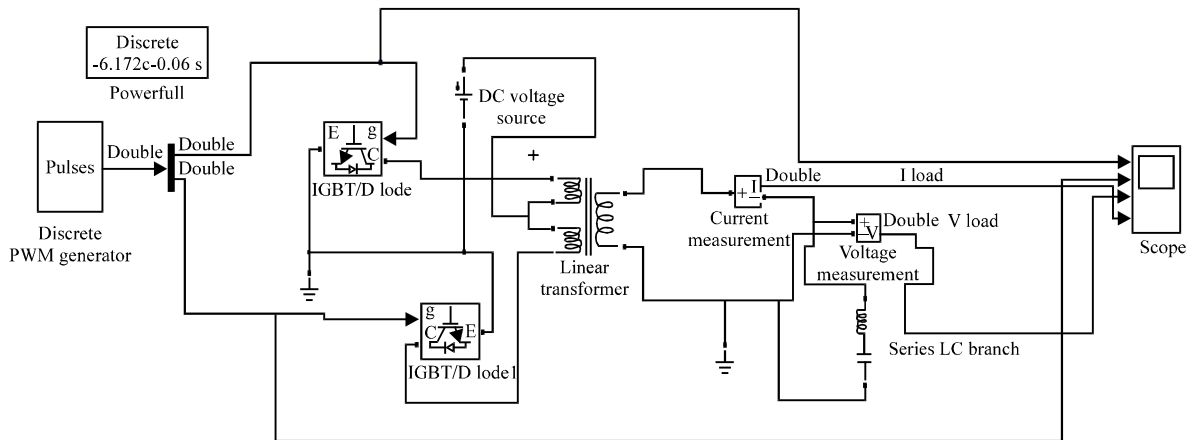 Discrete
-6.172c-0.06 s
Powerfull
Pulses
Discrete
PWM generator
Double
Double
Double
E g
C
IGBT/D lode
DC voltage
source
+
g
C E
IGBT/D lode1
Linear
transformer
+ I
-
Current
measurement
Double
I load
+
-V
Double V load
Voltage
measurement
Series LC branch
Scope